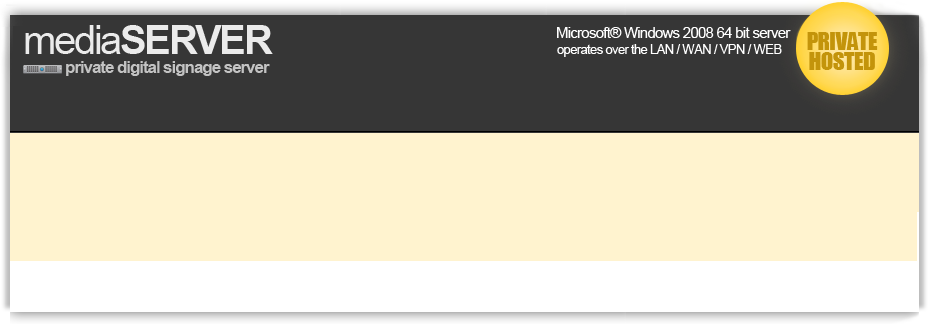 mediaSERVER
private digital signage server
Microsoft® Windows 2008 64 bit server
operates over the LAN / WAN / VPN / WEB
PRIVATE
HOSTED